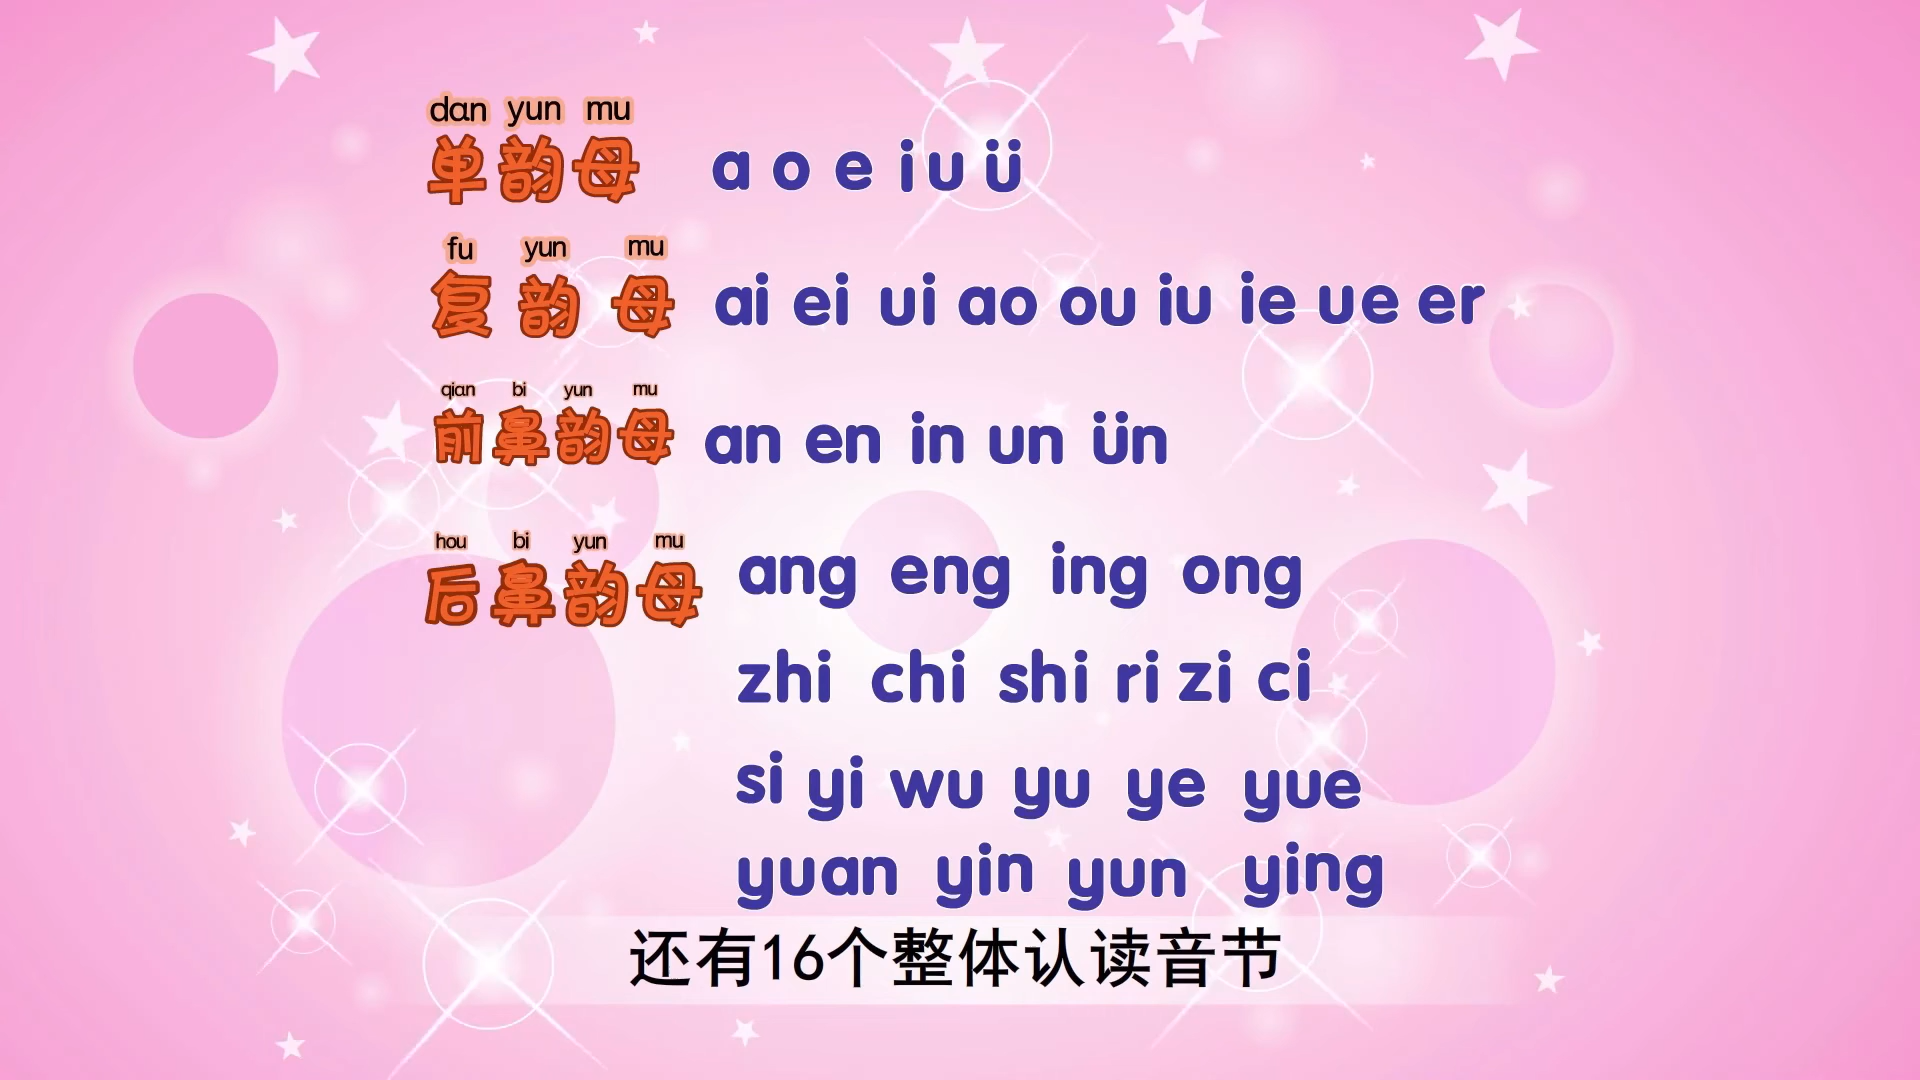 dan yun mu
单韵母 a o e i u ü
fu yun mu
复韵母 ai ei ui ao ou iu ie ue er
qian bi yun mu
前鼻韵母 an en in un ün
hou bi yun mu
后鼻韵母 ang eng ing ong
zhi chi shi ri zi ci
si yi wu yu ye yue
yuan yin yun ying
还有16个整体认读音节